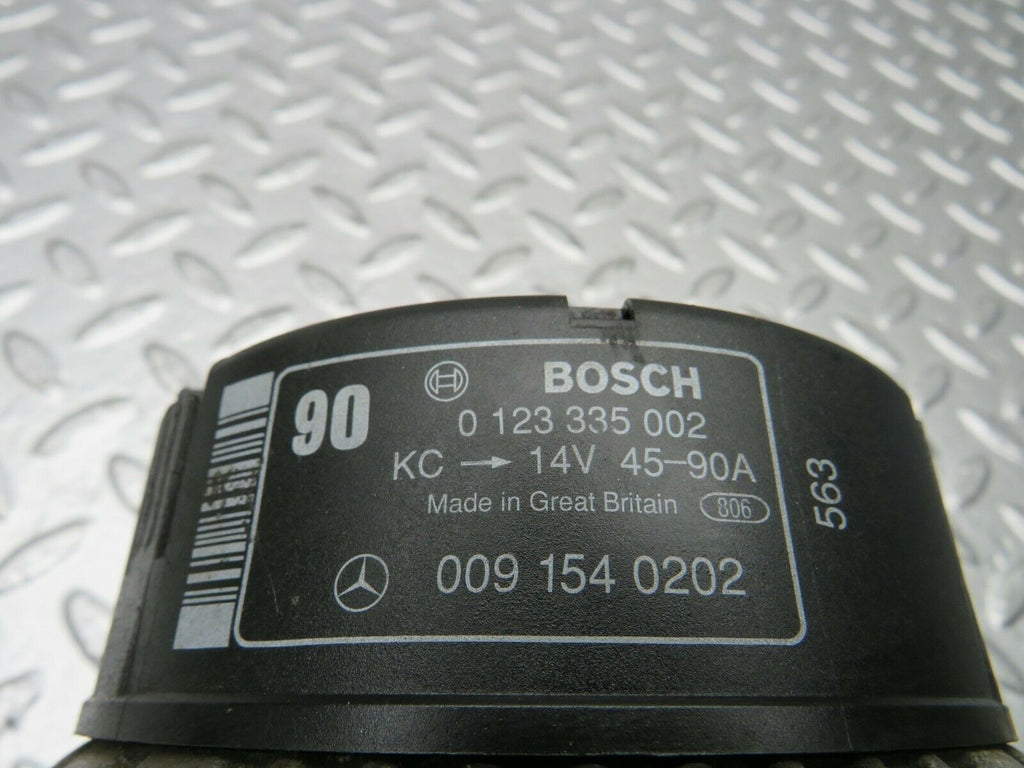 90 BOSCH
0 123 335 002
KC → 14V 45-90A
Made in Great Britain 806
009 154 0202
563